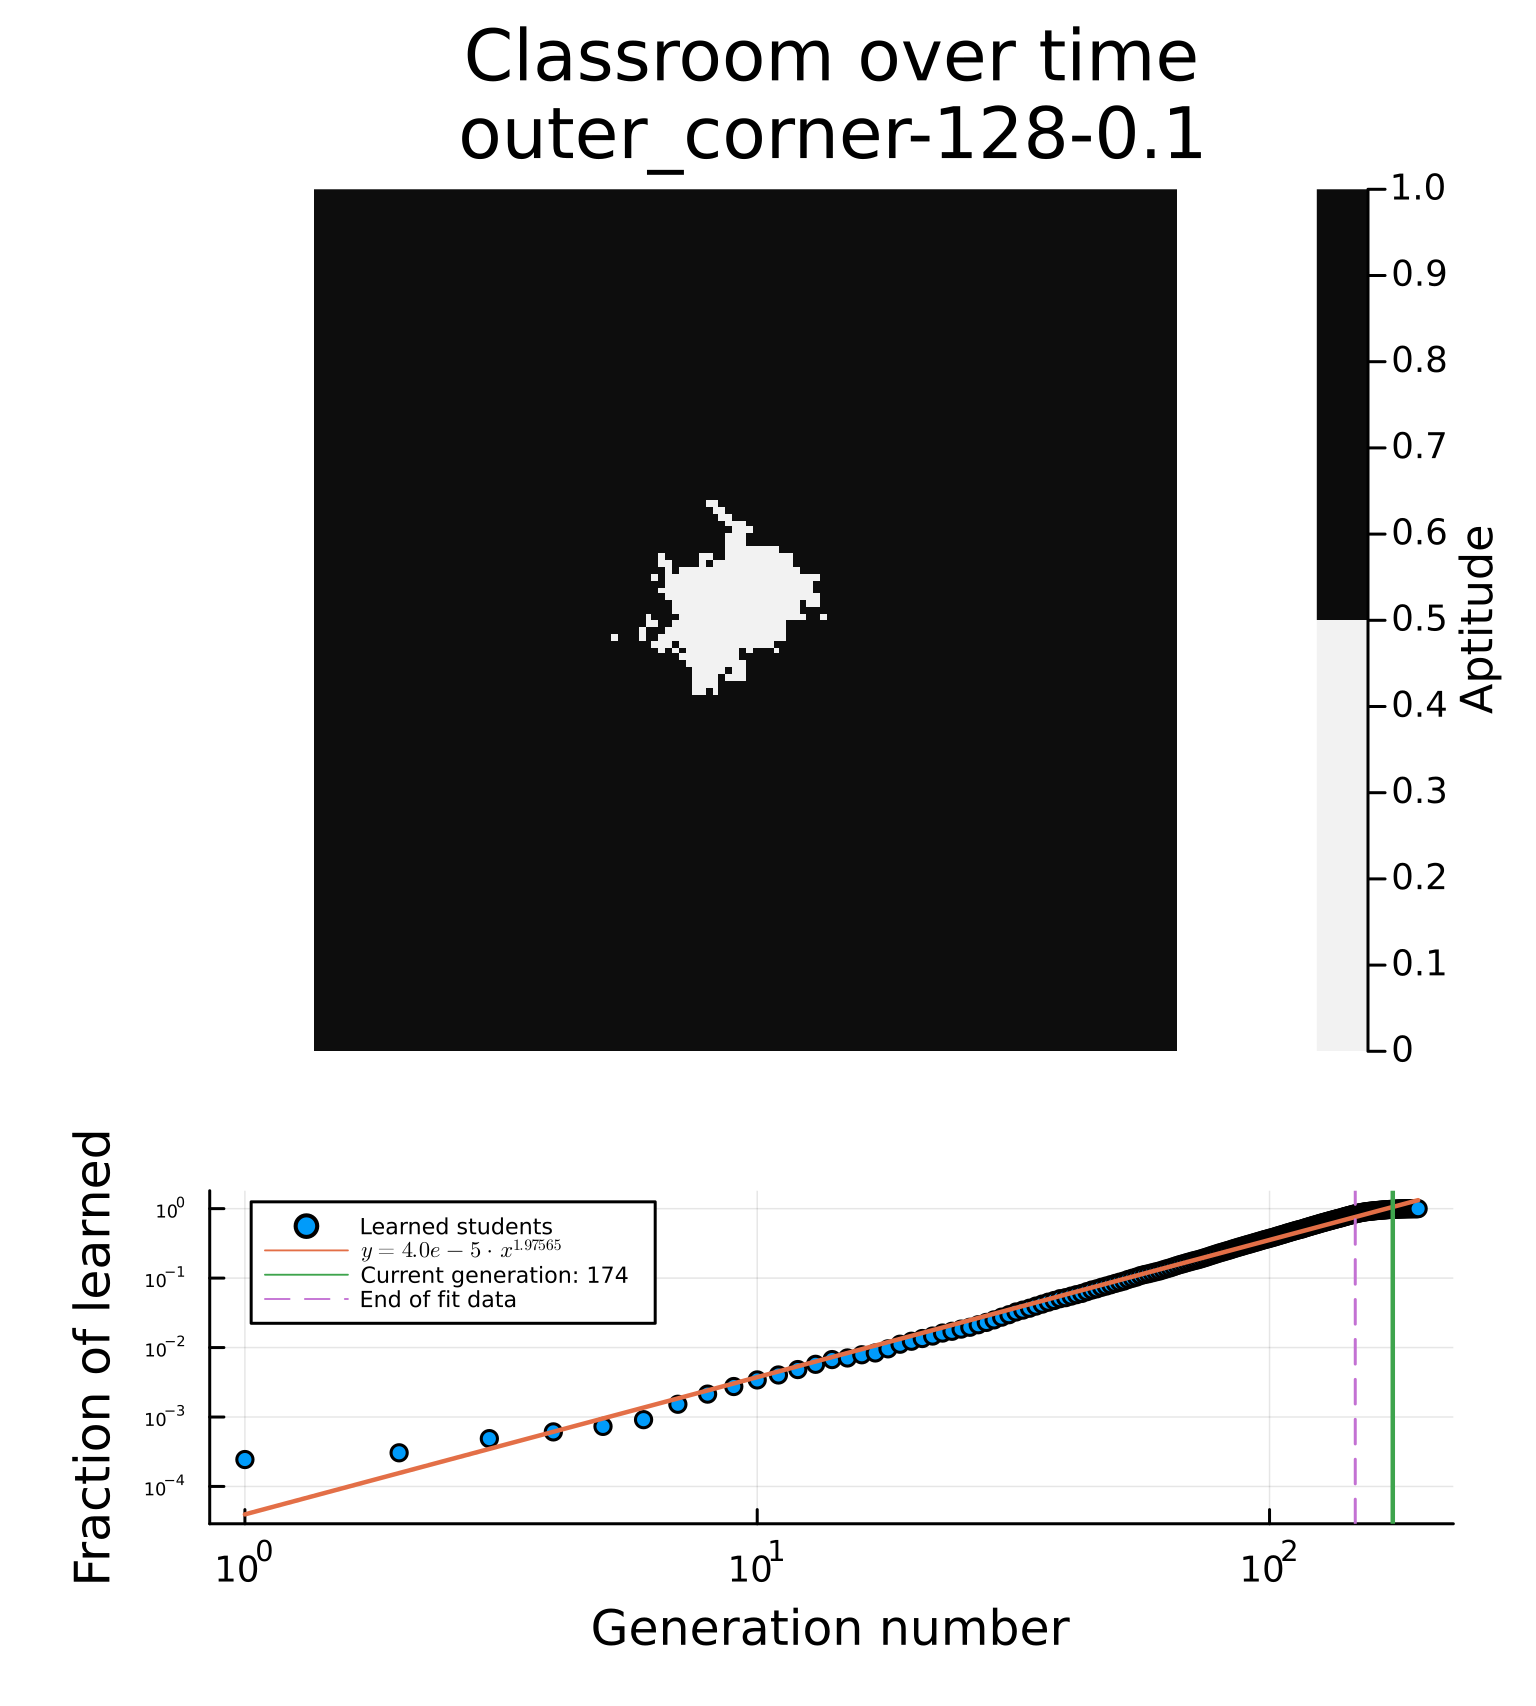 Classroom over time
outer_corner-128-0.1
1.0
0.9
0.8
0.7
0.6
0.5
0.4
0.3
0.2
0.1
0
Aptitude
Fraction of learned
10^0
10^-1
10^-2
10^-3
10^-4
Learned students
y = 4.0e − 5 · x^1.97565
Current generation: 174
End of fit data
10^0
10^1
10^2
Generation number